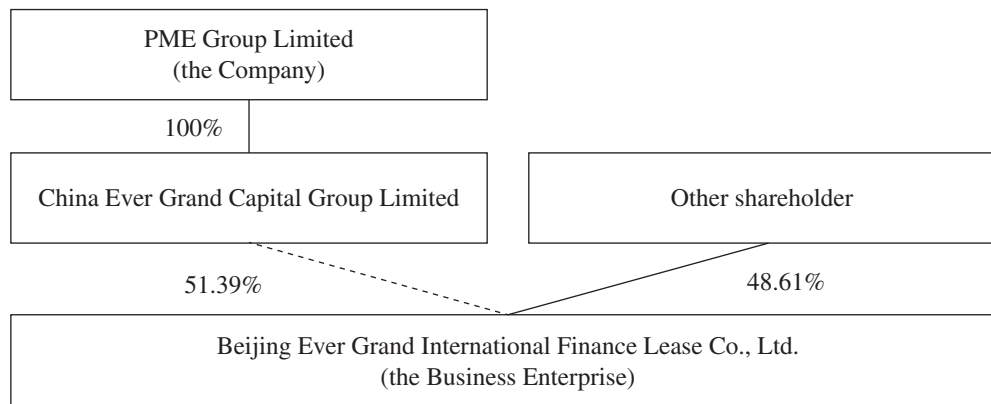 PME Group Limited
(the Company)
100%
China Ever Grand Capital Group Limited
Other shareholder
51.39%
48.61%
Beijing Ever Grand International Finance Lease Co., Ltd.
(the Business Enterprise)